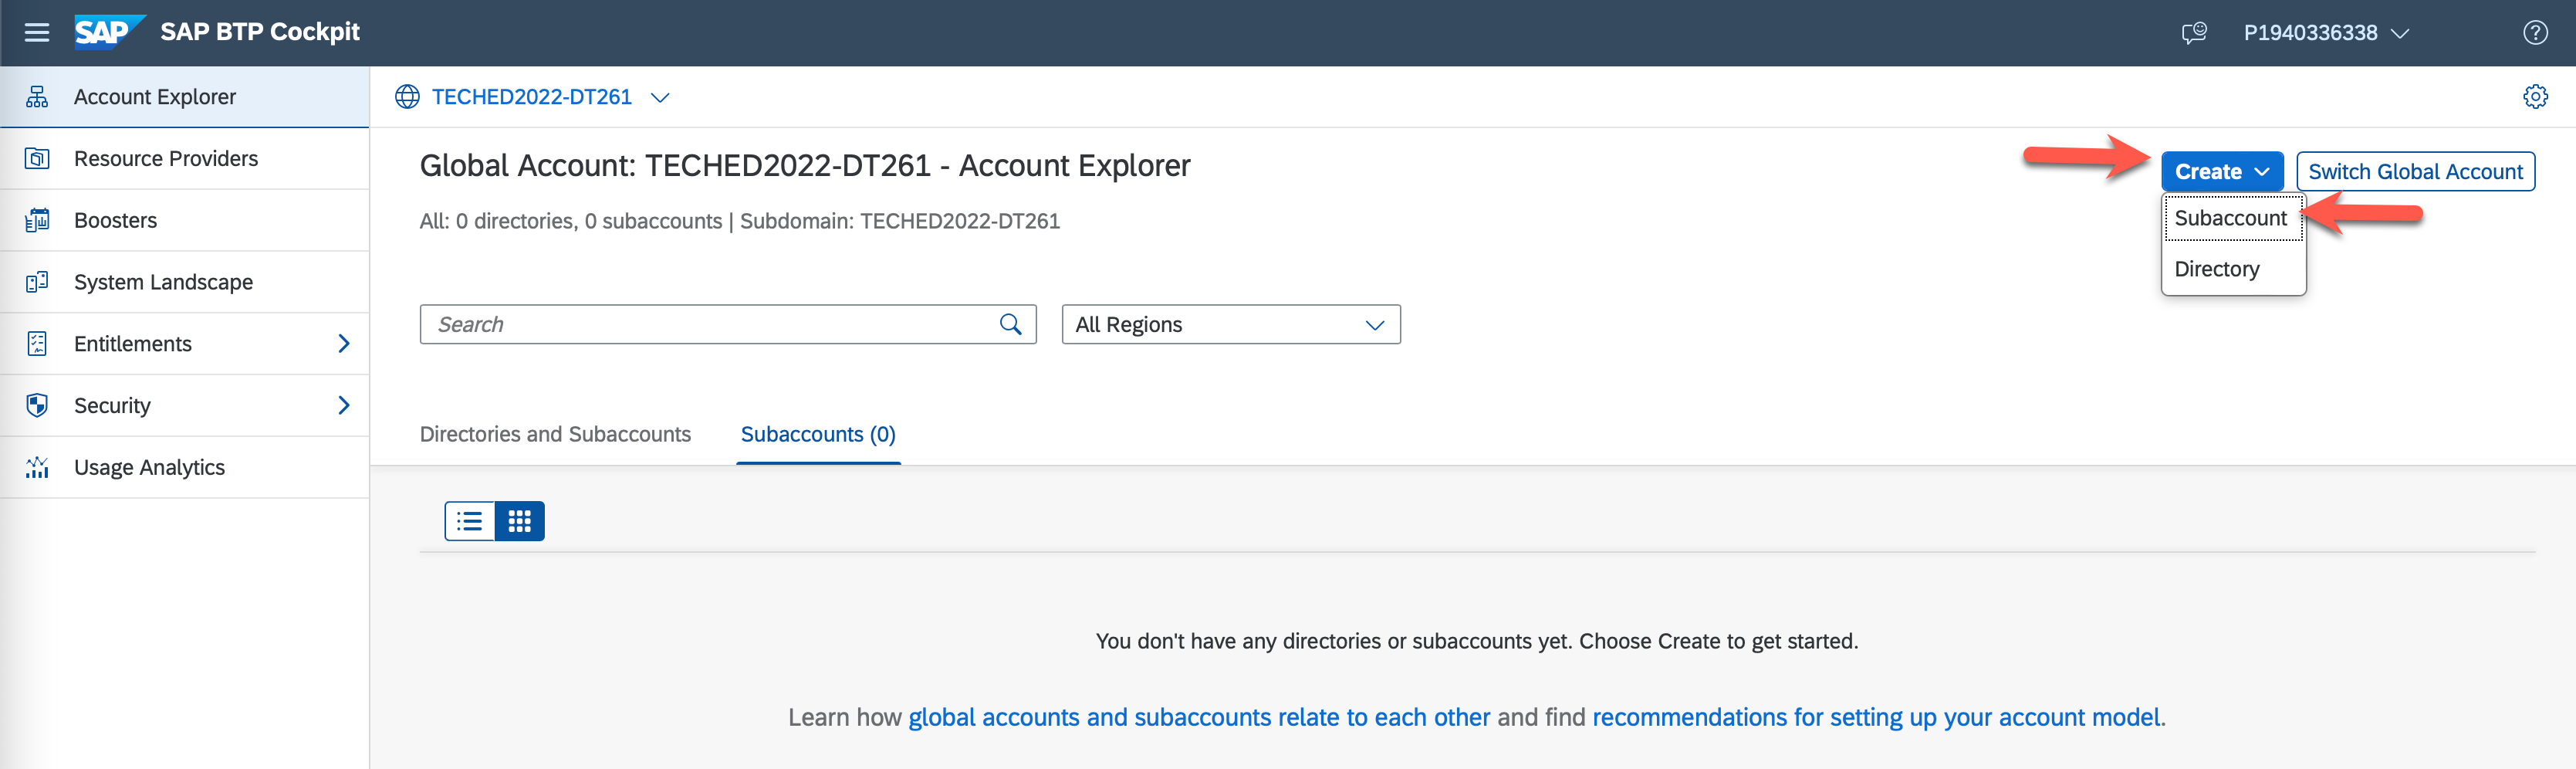 SAP SAP BTP Cockpit P1940336338
Account Explorer
Resource Providers
Boosters
System Landscape
Entitlements
Security
Usage Analytics
TECHED2022-DT261
Global Account: TECHED2022-DT261 - Account Explorer
All: 0 directories, 0 subaccounts | Subdomain: TECHED2022-DT261
Create Switch Global Account
Subaccount
Directory
Search All Regions
Directories and Subaccounts Subaccounts (0)
You don't have any directories or subaccounts yet. Choose Create to get started.
Learn how global accounts and subaccounts relate to each other and find recommendations for setting up your account model.